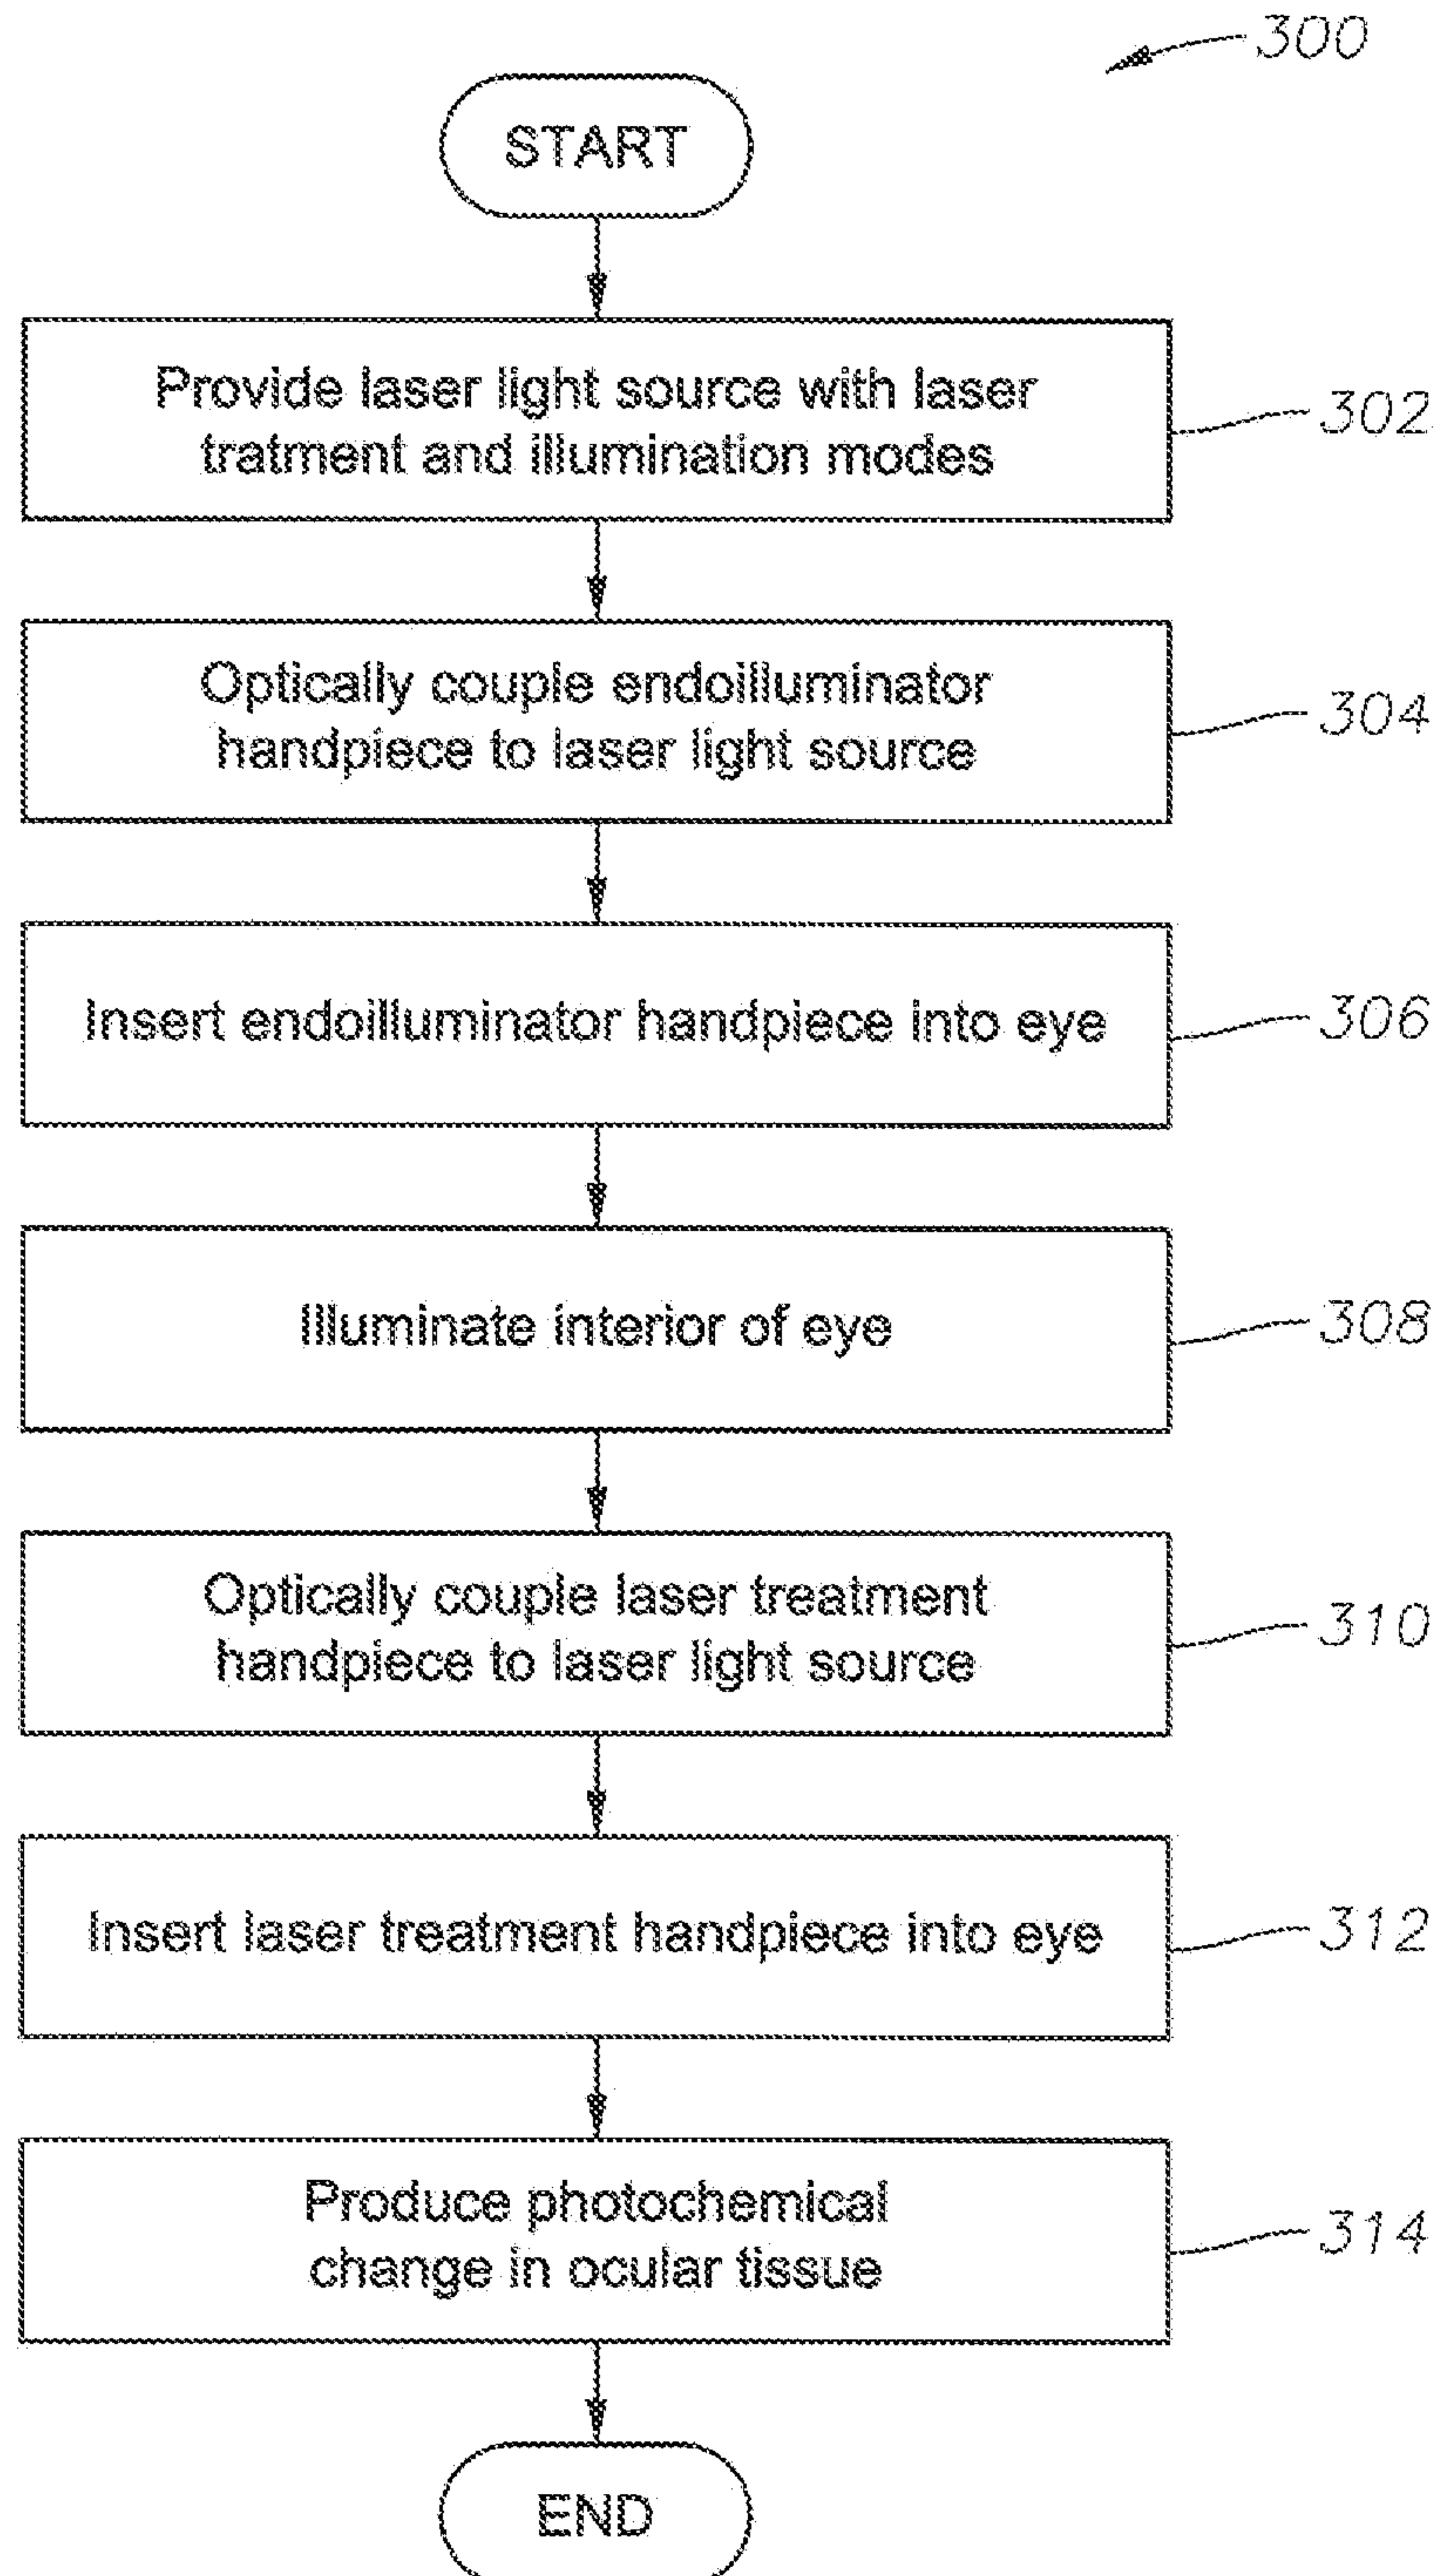 300
START
Provide laser light source with laser
tratment and illumination modes
302
Optically couple endoilluminator
handpiece to laser light source
304
Insert endoilluminator handpiece into eye
306
Illuminate interior of eye
308
Optically couple laser treatment
handpiece to laser light source
310
Insert laser treatment handpiece into eye
312
Produce photochemical
change in ocular tissue
314
END